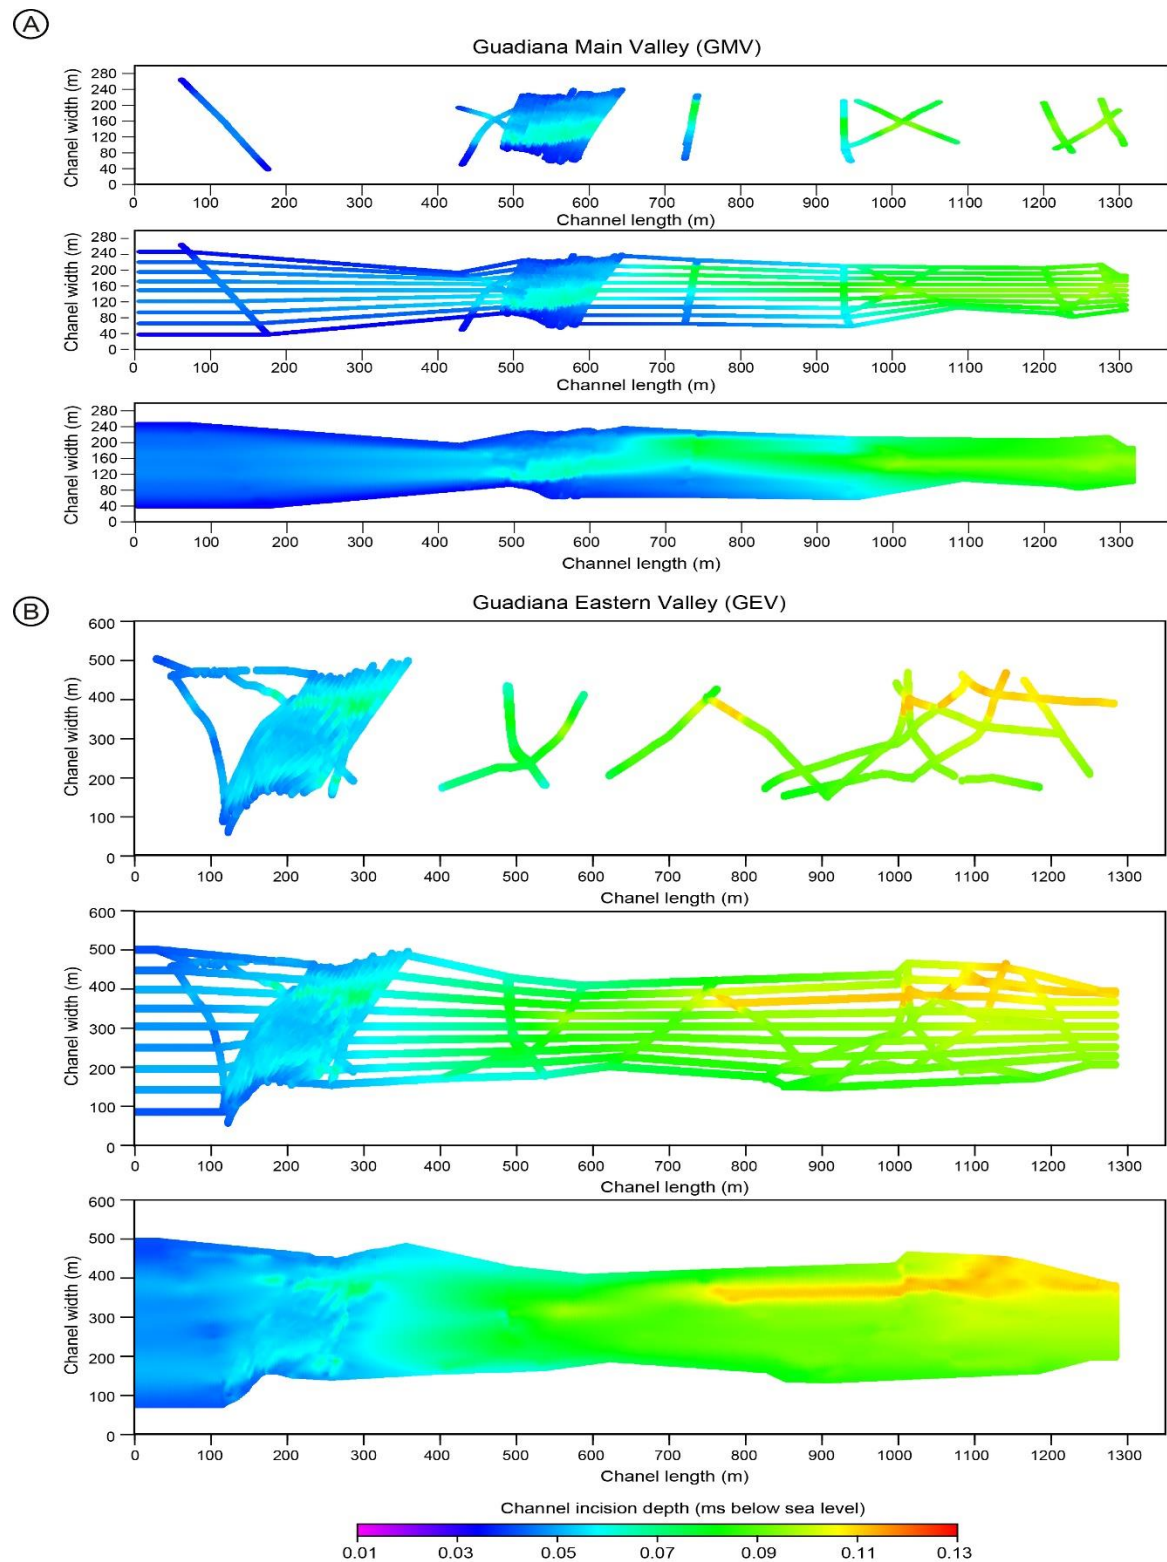 A
Guadiana Main Valley (GMV)
Chanel width (m)
280
240
200
160
120
80
40
0
0 100 200 300 400 500 600 700 800 900 1000 1100 1200 1300
Channel length (m)
Chanel width (m)
280
240
200
160
120
80
40
0
0 100 200 300 400 500 600 700 800 900 1000 1100 1200 1300
Channel length (m)
Chanel width (m)
280
240
200
160
120
80
40
0
0 100 200 300 400 500 600 700 800 900 1000 1100 1200 1300
Channel length (m)
B
Guadiana Eastern Valley (GEV)
Chanel width (m)
600
500
400
300
200
100
0
0 100 200 300 400 500 600 700 800 900 1000 1100 1200 1300
Chanel length (m)
Chanel width (m)
600
500
400
300
200
100
0
0 100 200 300 400 500 600 700 800 900 1000 1100 1200 1300
Chanel length (m)
Chanel width (m)
600
500
400
300
200
100
0
0 100 200 300 400 500 600 700 800 900 1000 1100 1200 1300
Chanel length (m)
Channel incision depth (ms below sea level)
0.01 0.03 0.05 0.07 0.09 0.11 0.13